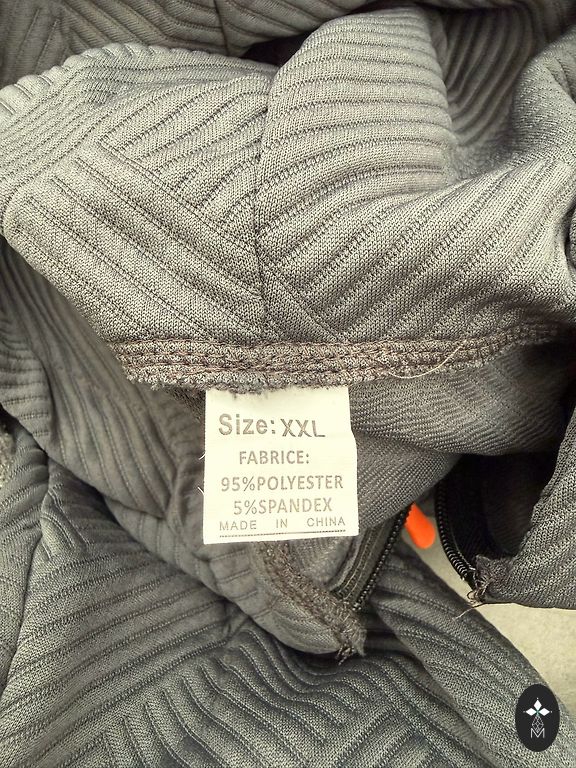 Size: XXL
FABRICE:
95%POLYESTER
5%SPANDEX
MADE IN CHINA
M